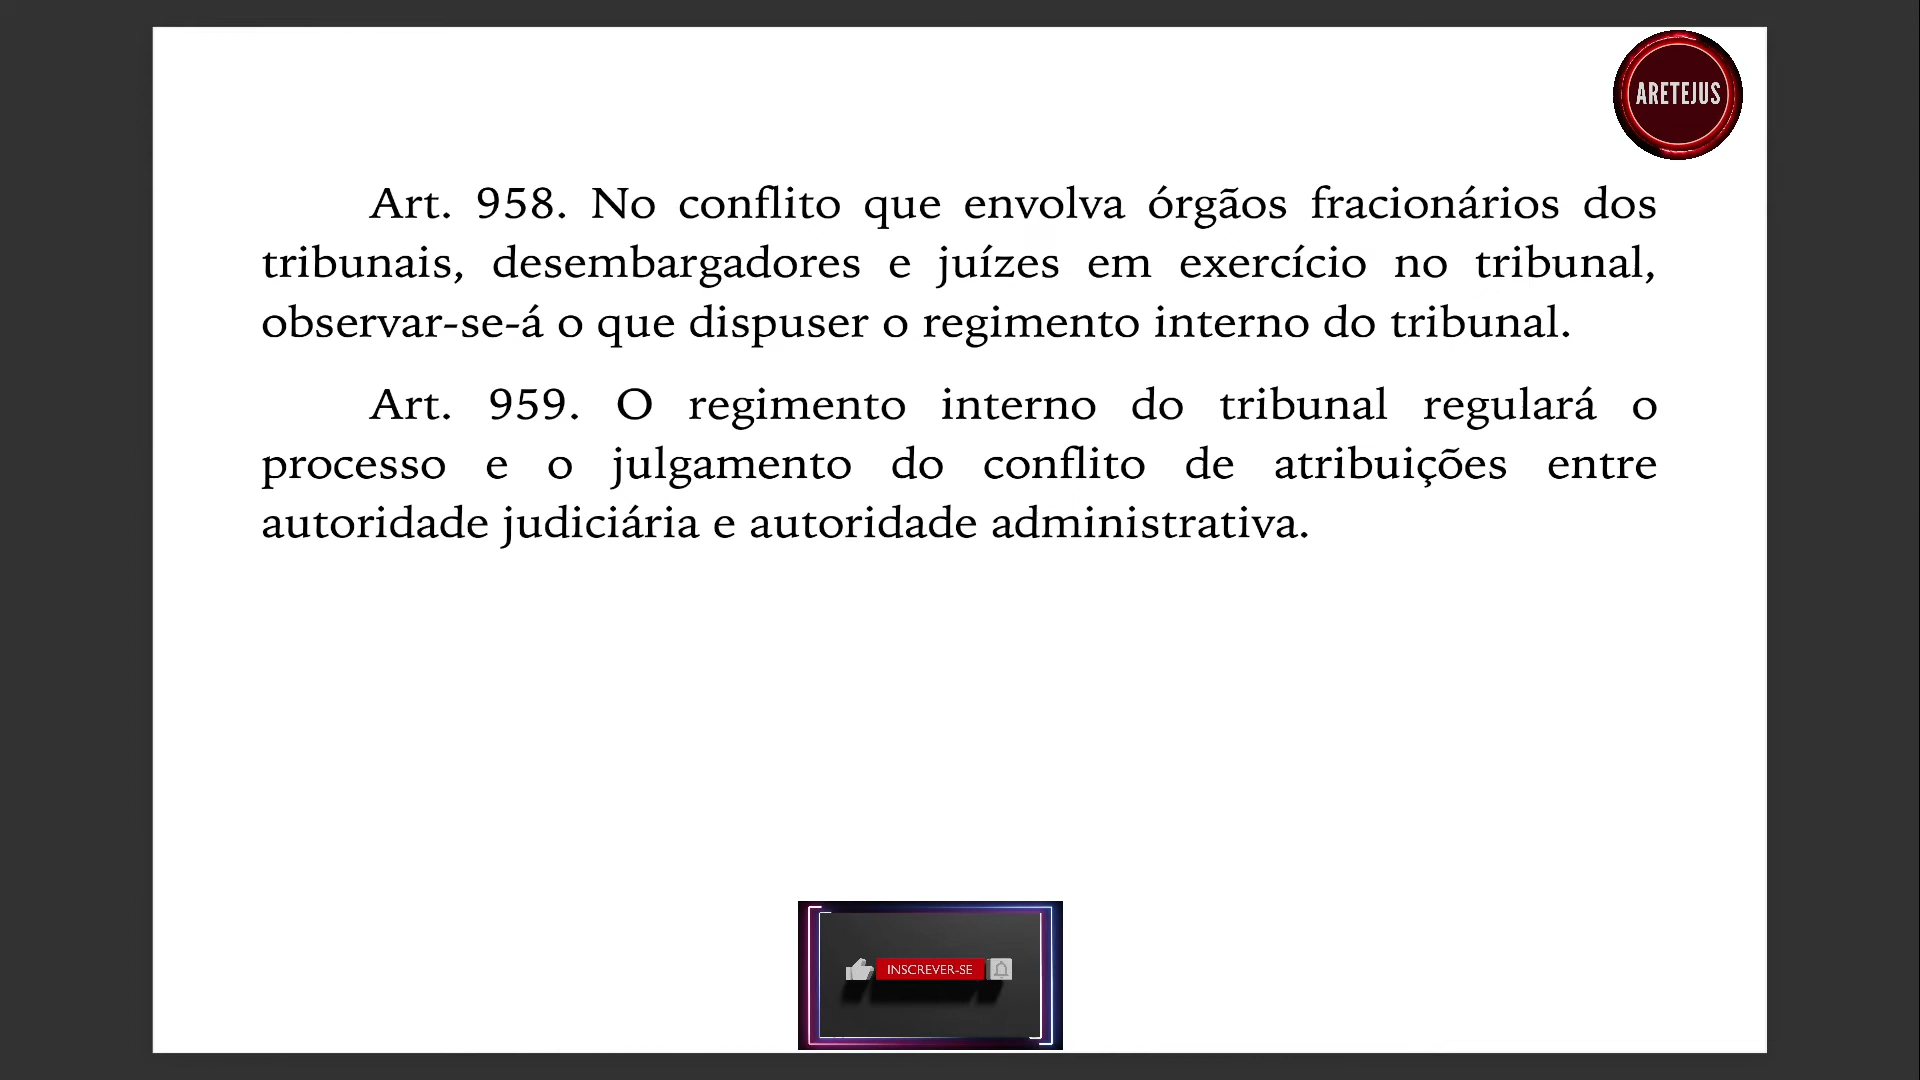 ARETEJUS
Art. 958. No conflito que envolva órgãos fracionários dos
tribunais, desembargadores e juízes em exercício no tribunal,
observar-se-á o que dispuser o regimento interno do tribunal.
Art. 959. O regimento interno do tribunal regulará o
processo e o julgamento do conflito de atribuições entre
autoridade judiciária e autoridade administrativa.
INSCREVER-SE